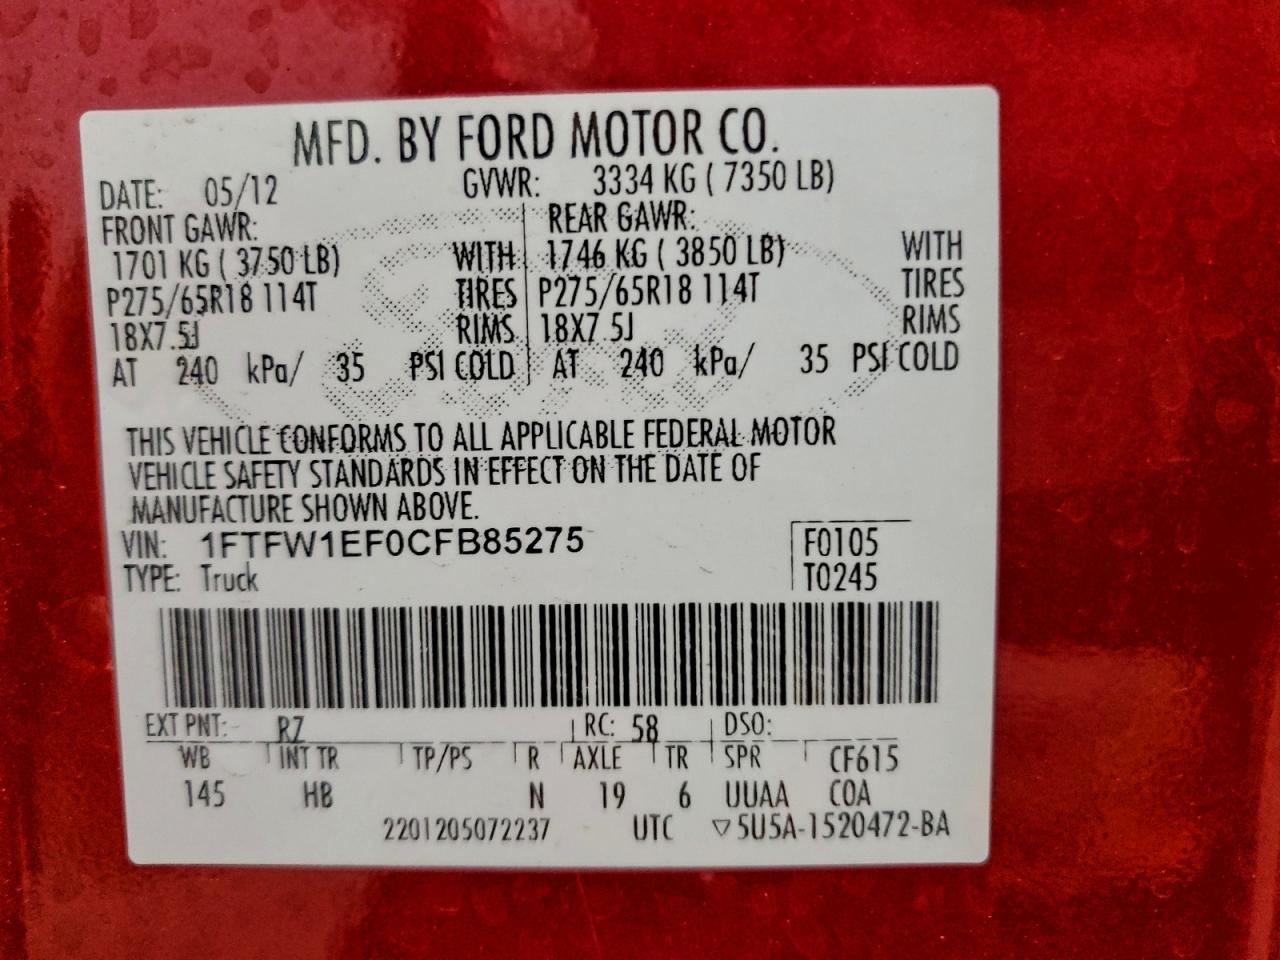 MFD. BY FORD MOTOR CO.
DATE: 05/12 GVWR: 3334 KG ( 7350 LB)
FRONT GAWR: REAR GAWR:
1701 KG ( 3750 LB) WITH 1746 KG ( 3850 LB) WITH
P275/65R18 114T TIRES P275/65R18 114T TIRES
18X7.5J RIMS 18X7.5J RIMS
AT 240 kPa/ 35 PSI COLD AT 240 kPa/ 35 PSI COLD
THIS VEHICLE CONFORMS TO ALL APPLICABLE FEDERAL MOTOR
VEHICLE SAFETY STANDARDS IN EFFECT ON THE DATE OF
MANUFACTURE SHOWN ABOVE.
VIN: 1FTFW1EF0CFB85275 F0105
TYPE: Truck T0245
EXT PNT: RZ RC: 58 DSO:
WB INT TR TP/PS R AXLE TR SPR CF615
145 HB N 19 6 UUAA COA
2201205072237 UTC ▽5U5A-1520472-BA